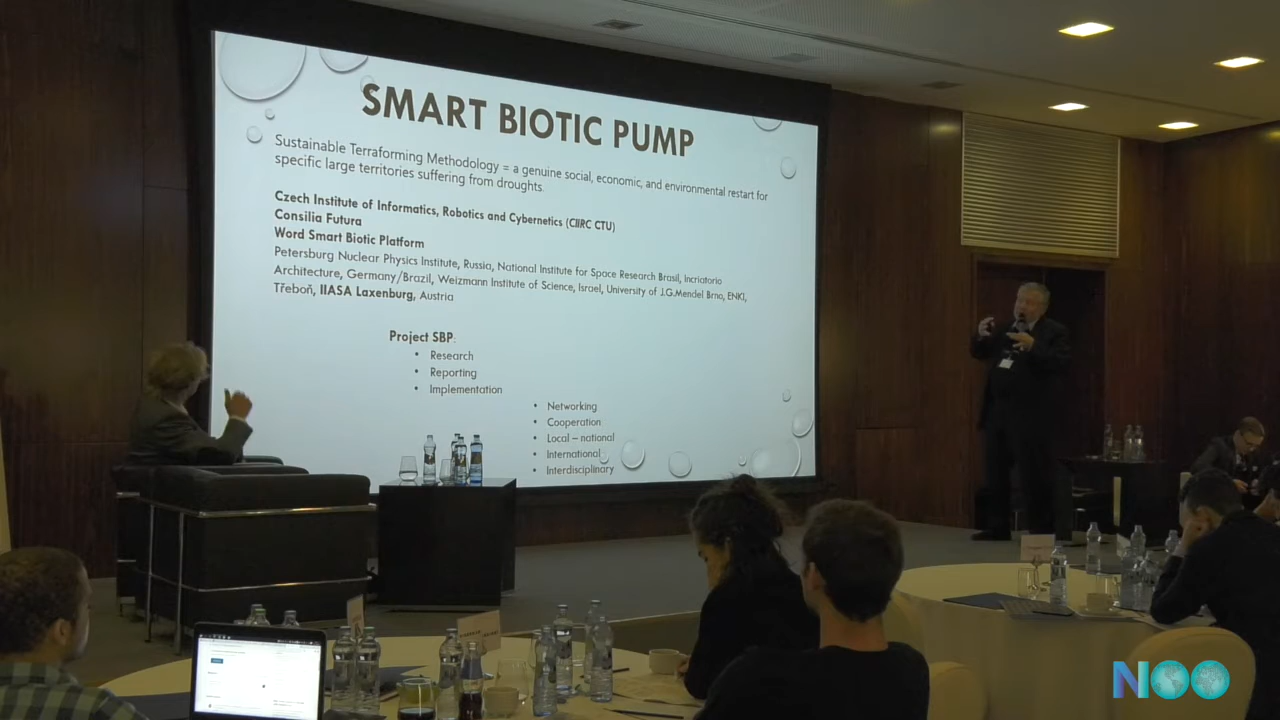 SMART BIOTIC PUMP
Sustainable Terraforming Methodology = a genuine social, economic, and environmental restart for
specific large territories suffering from droughts.
Czech Institute of Informatics, Robotics and Cybernetics (CIIRC CTU)
Consilia Futura
Word Smart Biotic Platform
Petersburg Nuclear Physics Institute, Russia, National Institute for Space Research Brasil, Incriatorio
Architecture, Germany/Brazil, Weizmann Institute of Science, Israel, University of J.G.Mendel Brno, ENKI,
Třeboň, IIASA Laxenburg, Austria
Project SBP:
• Research
• Reporting
• Implementation
• Networking
• Cooperation
• Local – national
• International
• Interdisciplinary
NOO